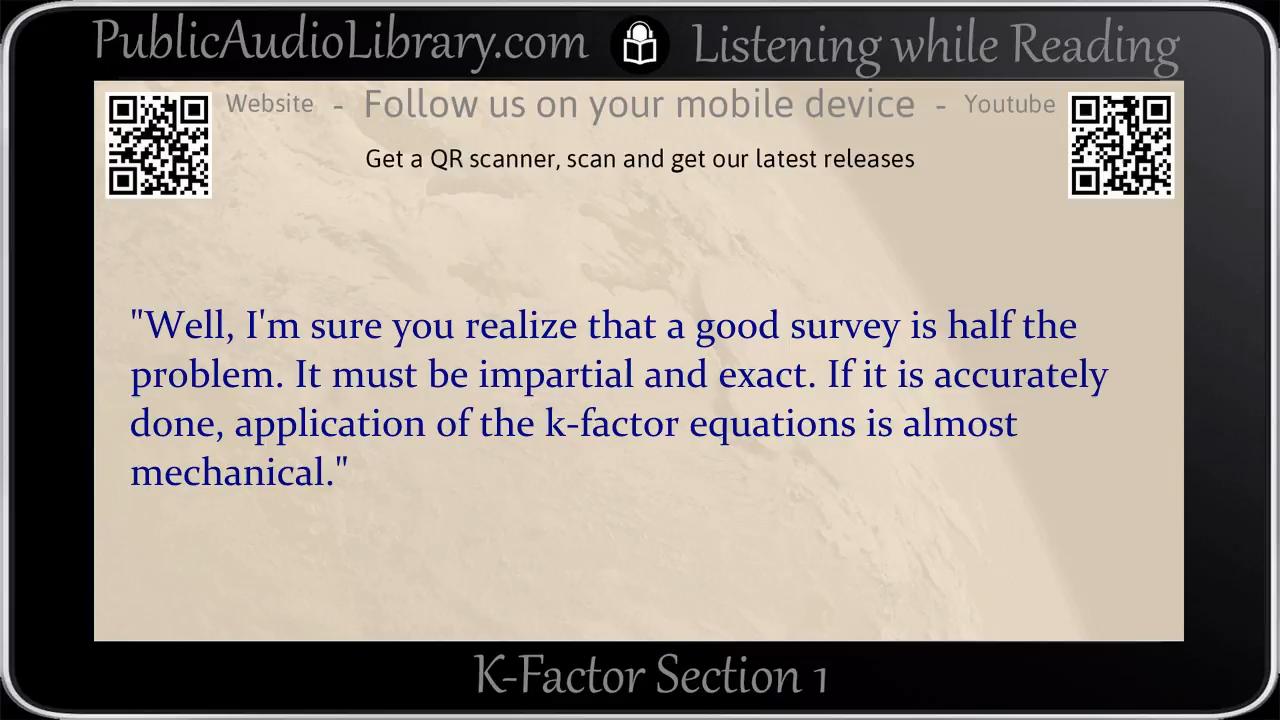 PublicAudioLibrary.com Listening while Reading
Website - Follow us on your mobile device - Youtube
Get a QR scanner, scan and get our latest releases
"Well, I'm sure you realize that a good survey is half the
problem. It must be impartial and exact. If it is accurately
done, application of the k-factor equations is almost
mechanical."
K-Factor Section 1